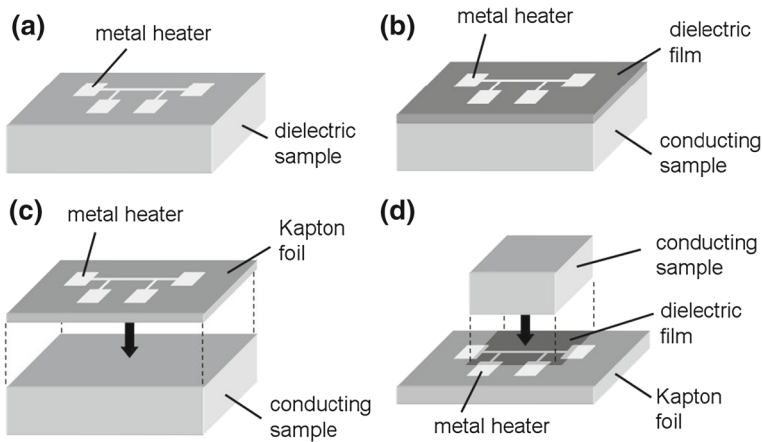 (a)
metal heater
dielectric
sample
(b)
metal heater
dielectric
film
conducting
sample
(c)
metal heater
Kapton
foil
conducting
sample
(d)
conducting
sample
dielectric
film
metal heater
Kapton
foil